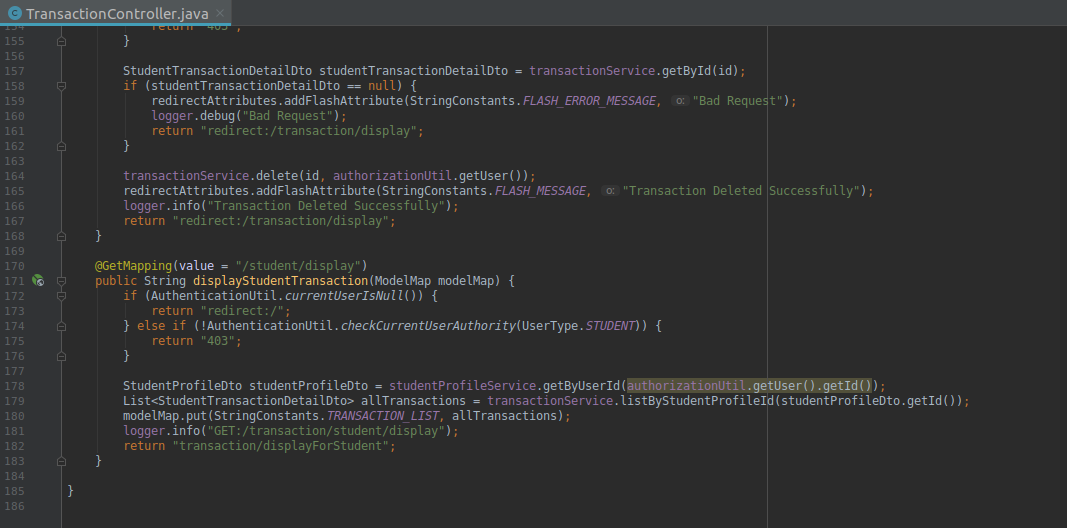 TransactionController.java
154 return "403";
155 }
156
157 StudentTransactionDetailDto studentTransactionDetailDto = transactionService.getById(id);
158 if (studentTransactionDetailDto == null) {
159 redirectAttributes.addFlashAttribute(StringConstants.FLASH_ERROR_MESSAGE, o: "Bad Request");
160 logger.debug("Bad Request");
161 return "redirect:/transaction/display";
162 }
163
164 transactionService.delete(id, authorizationUtil.getUser());
165 redirectAttributes.addFlashAttribute(StringConstants.FLASH_MESSAGE, o: "Transaction Deleted Successfully");
166 logger.info("Transaction Deleted Successfully");
167 return "redirect:/transaction/display";
168 }
169
170 @GetMapping(value = "/student/display")
171 public String displayStudentTransaction(ModelMap modelMap) {
172 if (AuthenticationUtil.currentUserIsNull()) {
173 return "redirect:/";
174 } else if (!AuthenticationUtil.checkCurrentUserAuthority(UserType.STUDENT)) {
175 return "403";
176 }
177
178 StudentProfileDto studentProfileDto = studentProfileService.getByUserId(authorizationUtil.getUser().getId());
179 List<StudentTransactionDetailDto> allTransactions = transactionService.listByStudentProfileId(studentProfileDto.getId());
180 modelMap.put(StringConstants.TRANSACTION_LIST, allTransactions);
181 logger.info("GET:/transaction/student/display");
182 return "transaction/displayForStudent";
183 }
184
185 }
186